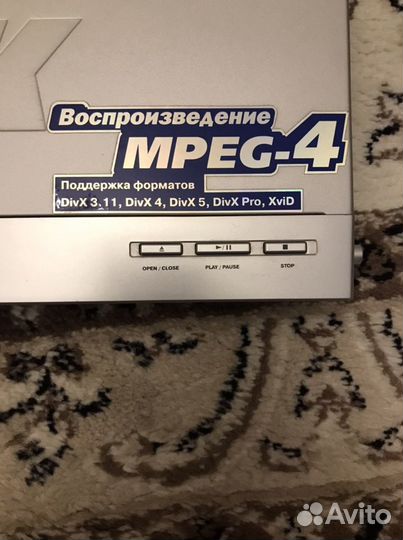 Воспроизведение
MPEG-4
Поддержка форматов
DivX 3.11, DivX 4, DivX 5, DivX Pro, XviD
OPEN / CLOSE
PLAY / PAUSE
STOP
Avito